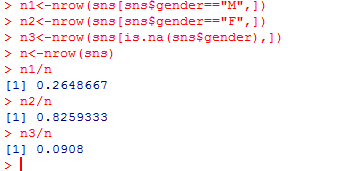 > n1<-nrow(sns[sns$gender=="M",])
> n2<-nrow(sns[sns$gender=="F",])
> n3<-nrow(sns[is.na(sns$gender),])
> n<-nrow(sns)
> n1/n
[1] 0.2648667
> n2/n
[1] 0.8259333
> n3/n
[1] 0.0908
>